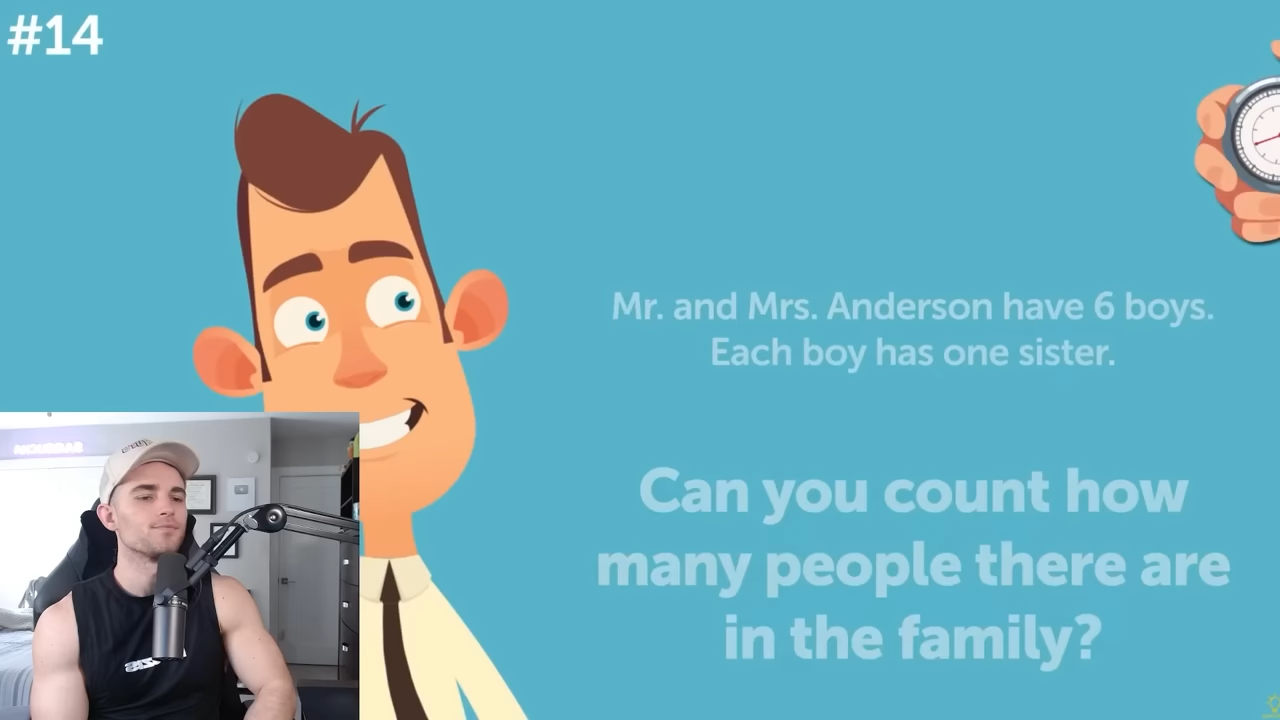 #14
Mr. and Mrs. Anderson have 6 boys.
Each boy has one sister.
Can you count how
many people there are
in the family?